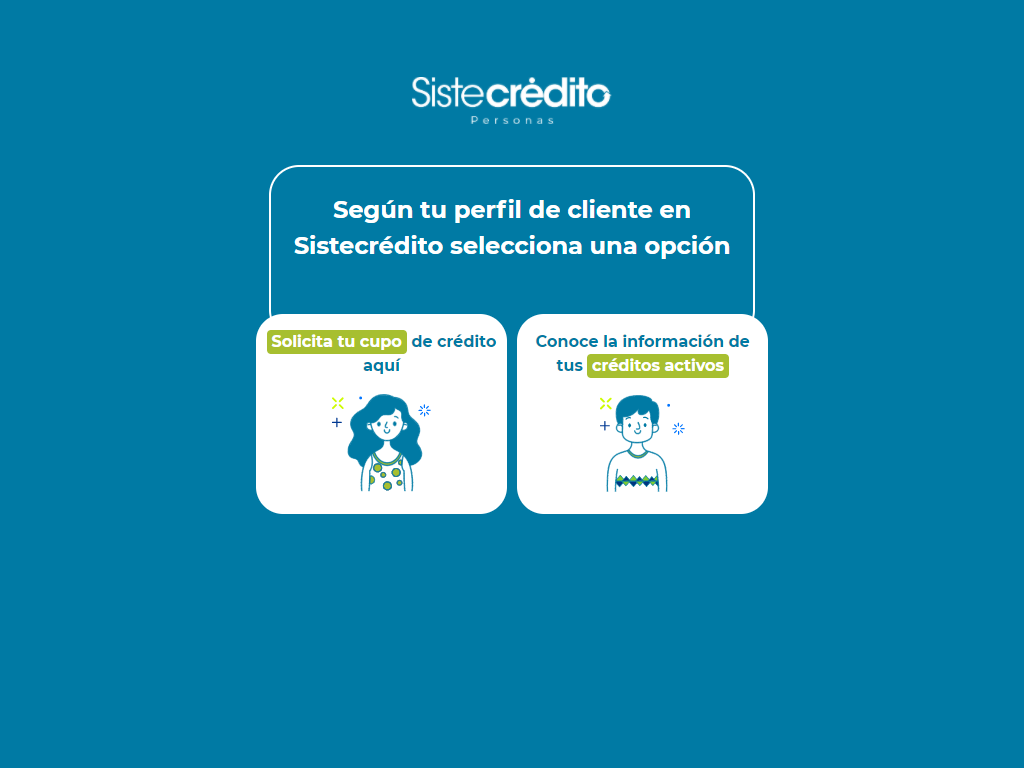 Sistecrédito
Personas
Según tu perfil de cliente en
Sistecrédito selecciona una opción
Solicita tu cupo de crédito
aquí
Conoce la información de
tus créditos activos